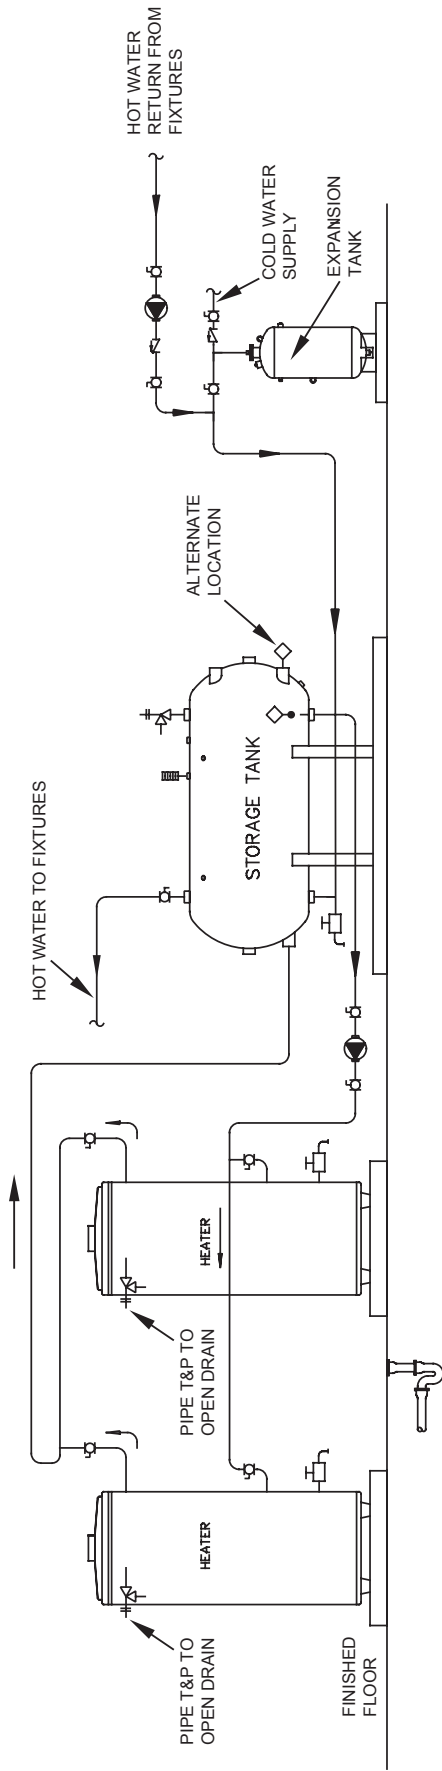 HOT WATER
RETURN FROM
FIXTURES
COLD WATER
SUPPLY
EXPANSION
TANK
ALTERNATE
LOCATION
HOT WATER TO FIXTURES
STORAGE TANK
HEATER
PIPE T&P TO
OPEN DRAIN
HEATER
PIPE T&P TO
OPEN DRAIN
FINISHED
FLOOR